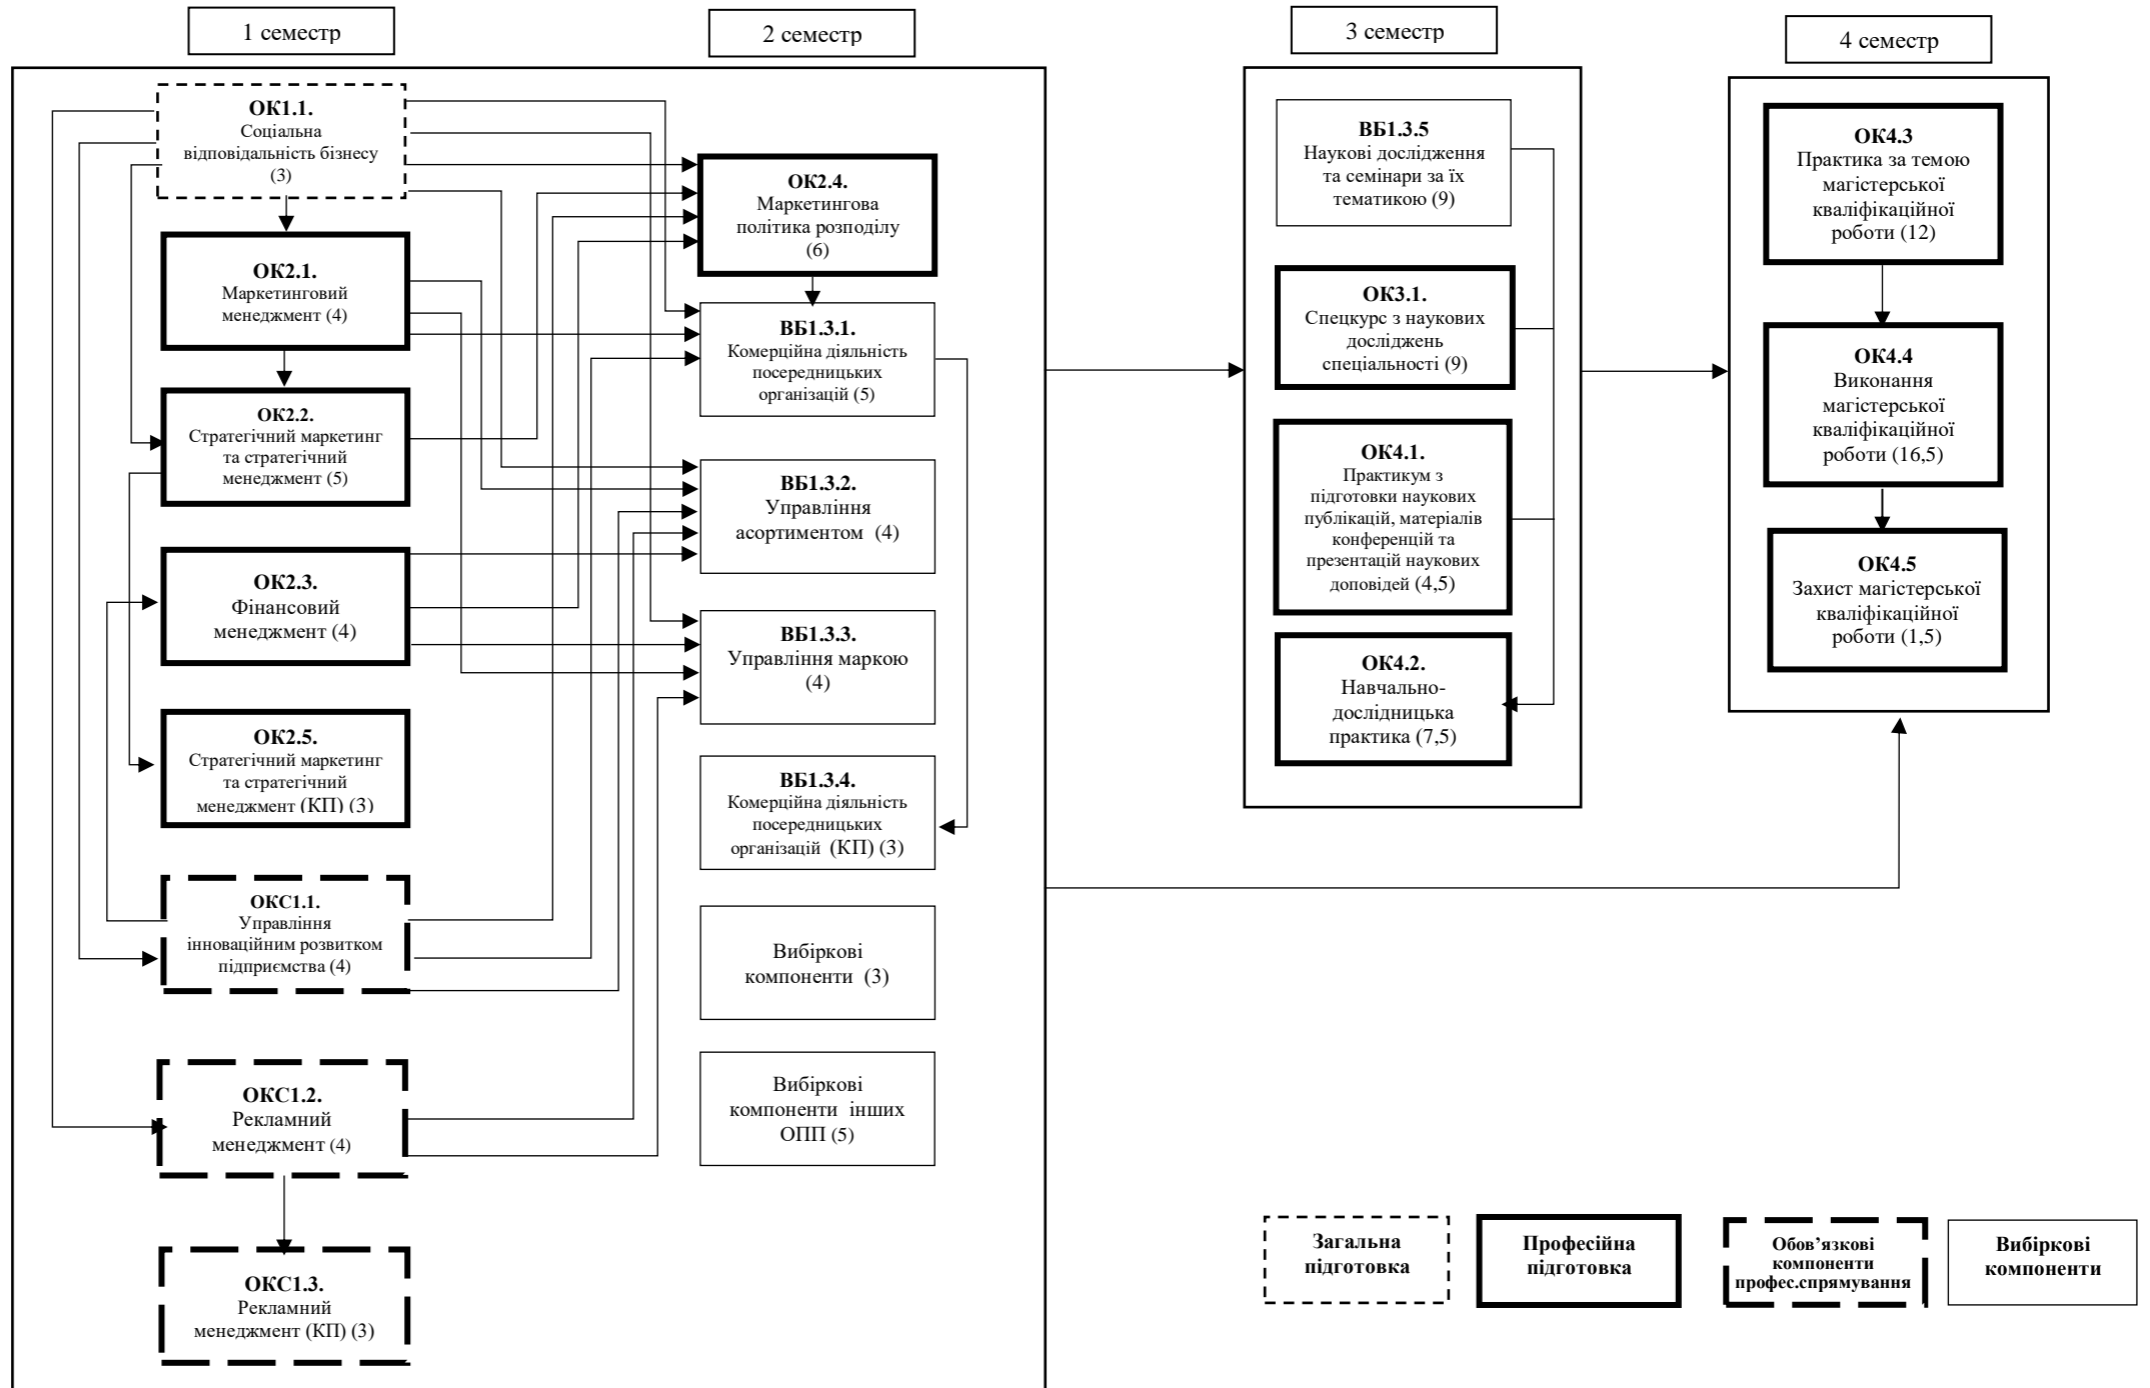 1 семестр
2 семестр
3 семестр
4 семестр
ОК1.1.
Соціальна
відповідальність бізнесу
(3)
ОК2.1.
Маркетинговий
менеджмент (4)
ОК2.2.
Стратегічний маркетинг
та стратегічний
менеджмент (5)
ОК2.3.
Фінансовий
менеджмент (4)
ОК2.5.
Стратегічний маркетинг
та стратегічний
менеджмент (КП) (3)
ОКС1.1.
Управління
інноваційним розвитком
підприємства (4)
ОКС1.2.
Рекламний
менеджмент (4)
ОКС1.3.
Рекламний
менеджмент (КП) (3)
ОК2.4.
Маркетингова
політика розподілу
(6)
ВБ1.3.1.
Комерційна діяльність
посередницьких
організацій (5)
ВБ1.3.2.
Управління
асортиментом (4)
ВБ1.3.3.
Управління маркою
(4)
ВБ1.3.4.
Комерційна діяльність
посередницьких
організацій (КП) (3)
Вибіркові
компоненти (3)
Вибіркові
компоненти інших
ОПП (5)
ВБ1.3.5
Наукові дослідження
та семінари за їх
тематикою (9)
ОК3.1.
Спецкурс з наукових
досліджень
спеціальності (9)
ОК4.1.
Практикум з
підготовки наукових
публікацій, матеріалів
конференцій та
презентацій наукових
доповідей (4,5)
ОК4.2.
Навчально-
дослідницька
практика (7,5)
ОК4.3
Практика за темою
магістерської
кваліфікаційної
роботи (12)
ОК4.4
Виконання
магістерської
кваліфікаційної
роботи (16,5)
ОК4.5
Захист магістерської
кваліфікаційної
роботи (1,5)
Загальна
підготовка
Професійна
підготовка
Обов’язкові
компоненти
профес.спрямування
Вибіркові
компоненти